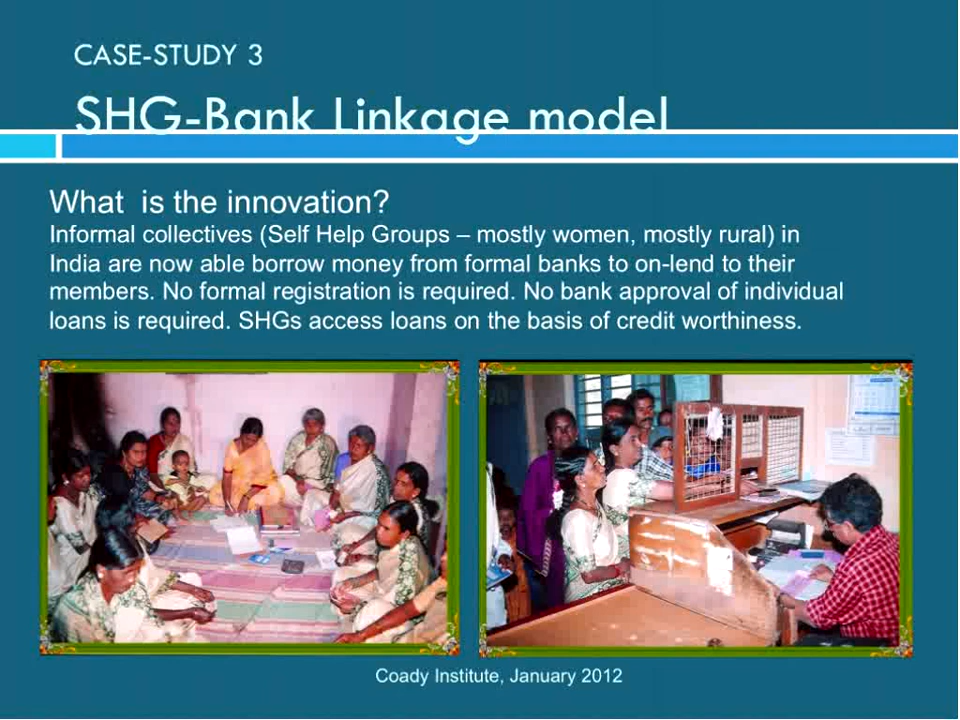 CASE-STUDY 3
SHG-Bank Linkage model
What is the innovation?
Informal collectives (Self Help Groups – mostly women, mostly rural) in
India are now able borrow money from formal banks to on-lend to their
members. No formal registration is required. No bank approval of individual
loans is required. SHGs access loans on the basis of credit worthiness.
Coady Institute, January 2012